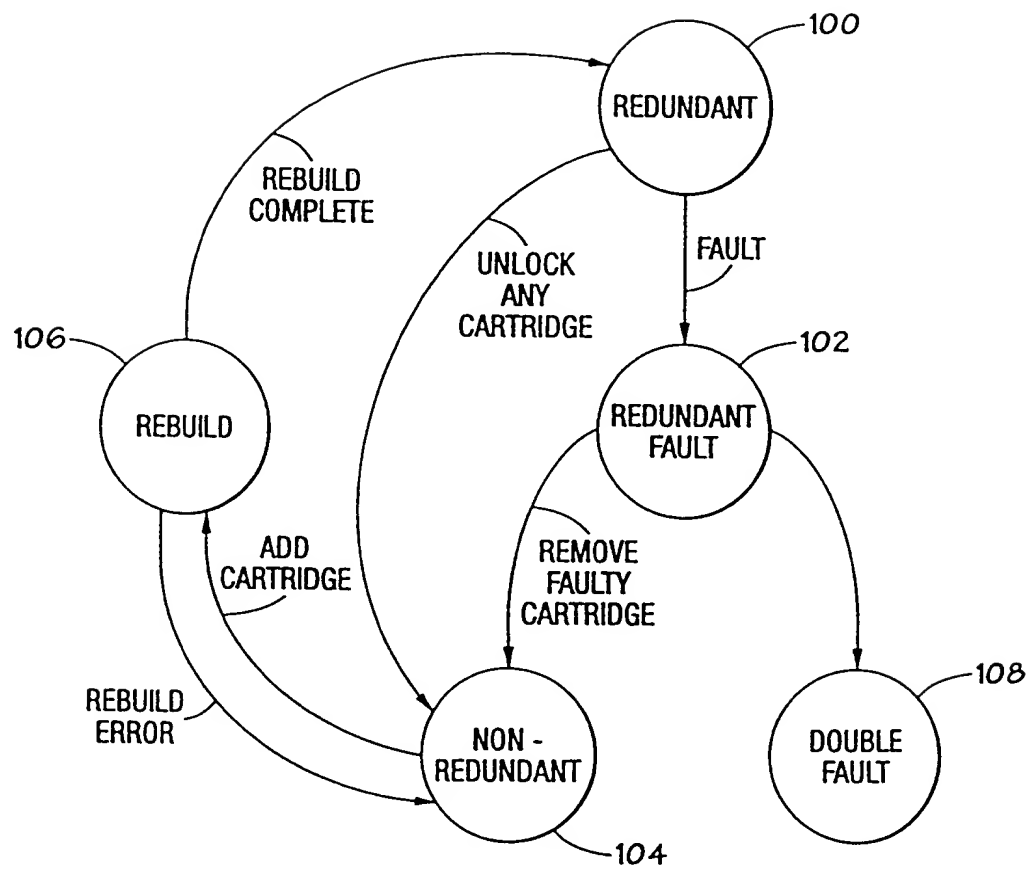 100
REDUNDANT
REBUILD
COMPLETE
UNLOCK
ANY
CARTRIDGE
FAULT
106
102
REBUILD
REDUNDANT
FAULT
ADD
CARTRIDGE
REMOVE
FAULTY
CARTRIDGE
REBUILD
ERROR
108
NON -
REDUNDANT
DOUBLE
FAULT
104